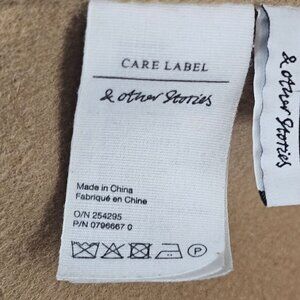 CARE LABEL
& other Stories
Made in China
Fabriqué en Chine
O/N 254295
P/N 0796667 0
P
& other Stories